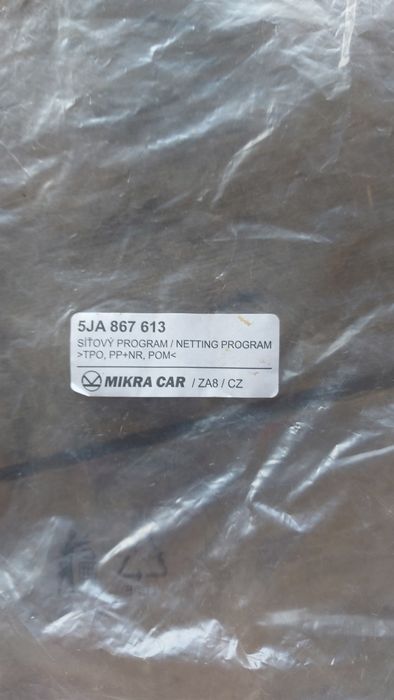 5JA 867 613
SÍŤOVÝ PROGRAM / NETTING PROGRAM
>TPO, PP+NR, POM<
MIKRA CAR / ZA8 / CZ